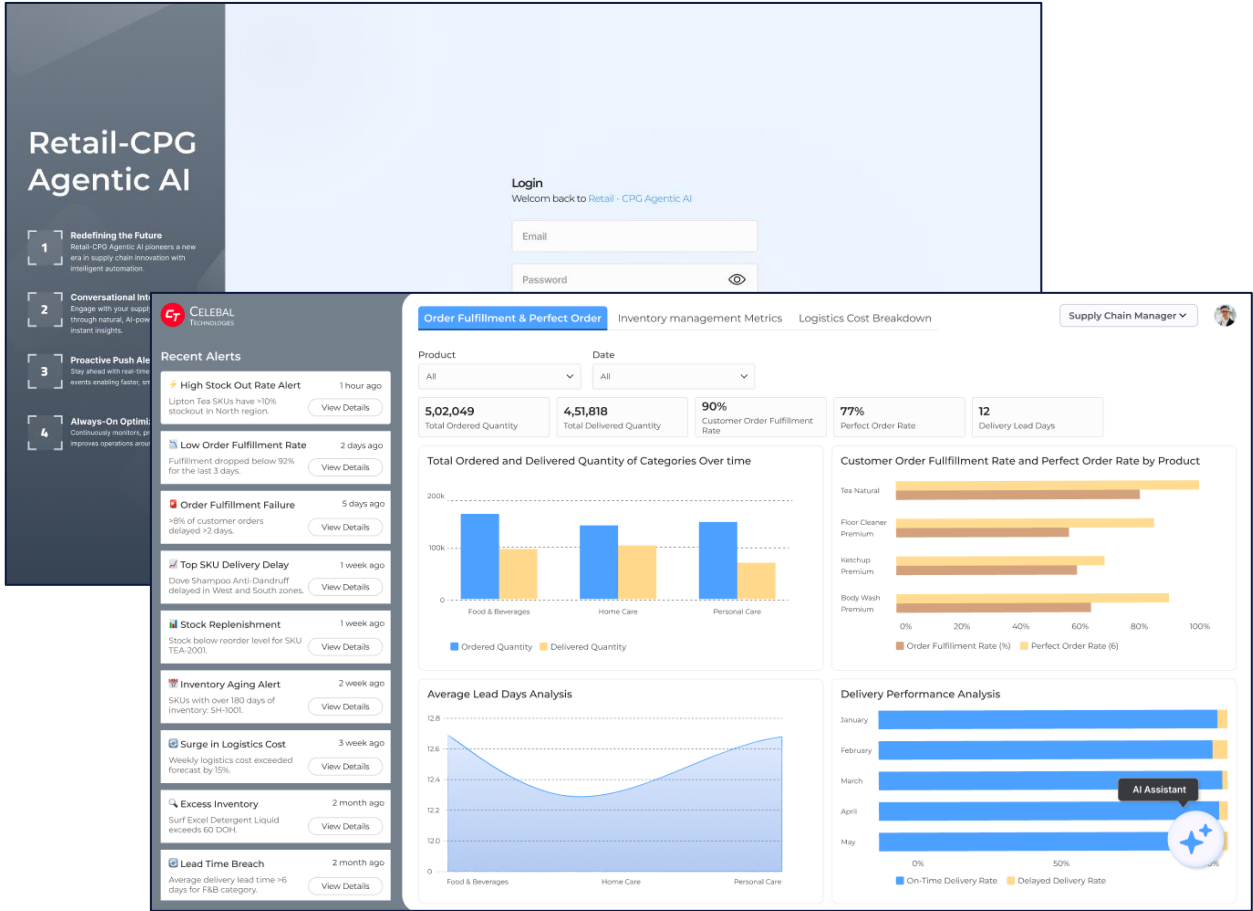 Retail-CPG
Agentic AI
1
Redefining the Future
Retail-CPG Agentic AI pioneers a new
era in supply chain innovation with
intelligent automation.
2
Conversational
Engage with your
through natural,
instant insights.
3
Proactive Push
Stay ahead with real-time
events enabling faster,
4
Always-On
Continuously monitors,
improves operations
Login
Welcom back to Retail - CPG Agentic AI
Email
Password
CT
CELEBAL
TECHNOLOGIES
Recent Alerts
High Stock Out Rate Alert
1 hour ago
Lipton Tea SKUs have >10%
stockout in North region.
View Details
Low Order Fulfillment Rate
2 days ago
Fulfillment dropped below 92%
for the last 3 days.
View Details
Order Fulfillment Failure
5 days ago
>8% of customer orders
delayed >2 days.
View Details
Top SKU Delivery Delay
1 week ago
Dove Shampoo Anti-Dandruff
delayed in West and South zones.
View Details
Stock Replenishment
1 week ago
Stock below reorder level for SKU
TEA-2001.
View Details
Inventory Aging Alert
2 week ago
SKUs with over 180 days of
inventory: SH-1001.
View Details
Surge in Logistics Cost
3 week ago
Weekly logistics cost exceeded
forecast by 15%.
View Details
Excess Inventory
2 month ago
Surf Excel Detergent Liquid
exceeds 60 DOH.
View Details
Lead Time Breach
2 month ago
Average delivery lead time >6
days for F&B category.
View Details
Order Fulfillment & Perfect Order
Inventory management Metrics
Logistics Cost Breakdown
Supply Chain Manager
Product
Date
All
All
5,02,049
Total Ordered Quantity
4,51,818
Total Delivered Quantity
90%
Customer Order Fulfillment
Rate
77%
Perfect Order Rate
12
Delivery Lead Days
Total Ordered and Delivered Quantity of Categories Over time
200k
100k
0
Food & Beverages
Home Care
Personal Care
Ordered Quantity
Delivered Quantity
Customer Order Fullfillment Rate and Perfect Order Rate by Product
Tea Natural
Floor Cleaner
Premium
Ketchup
Premium
Body Wash
Premium
0%
20%
40%
60%
80%
100%
Order Fulfillment Rate (%)
Perfect Order Rate (6)
Average Lead Days Analysis
12.8
12.6
12.4
12.2
12.0
0
Food & Beverages
Home Care
Personal Care
Delivery Performance Analysis
January
February
March
April
May
AI Assistant
0%
50%
On-Time Delivery Rate
Delayed Delivery Rate